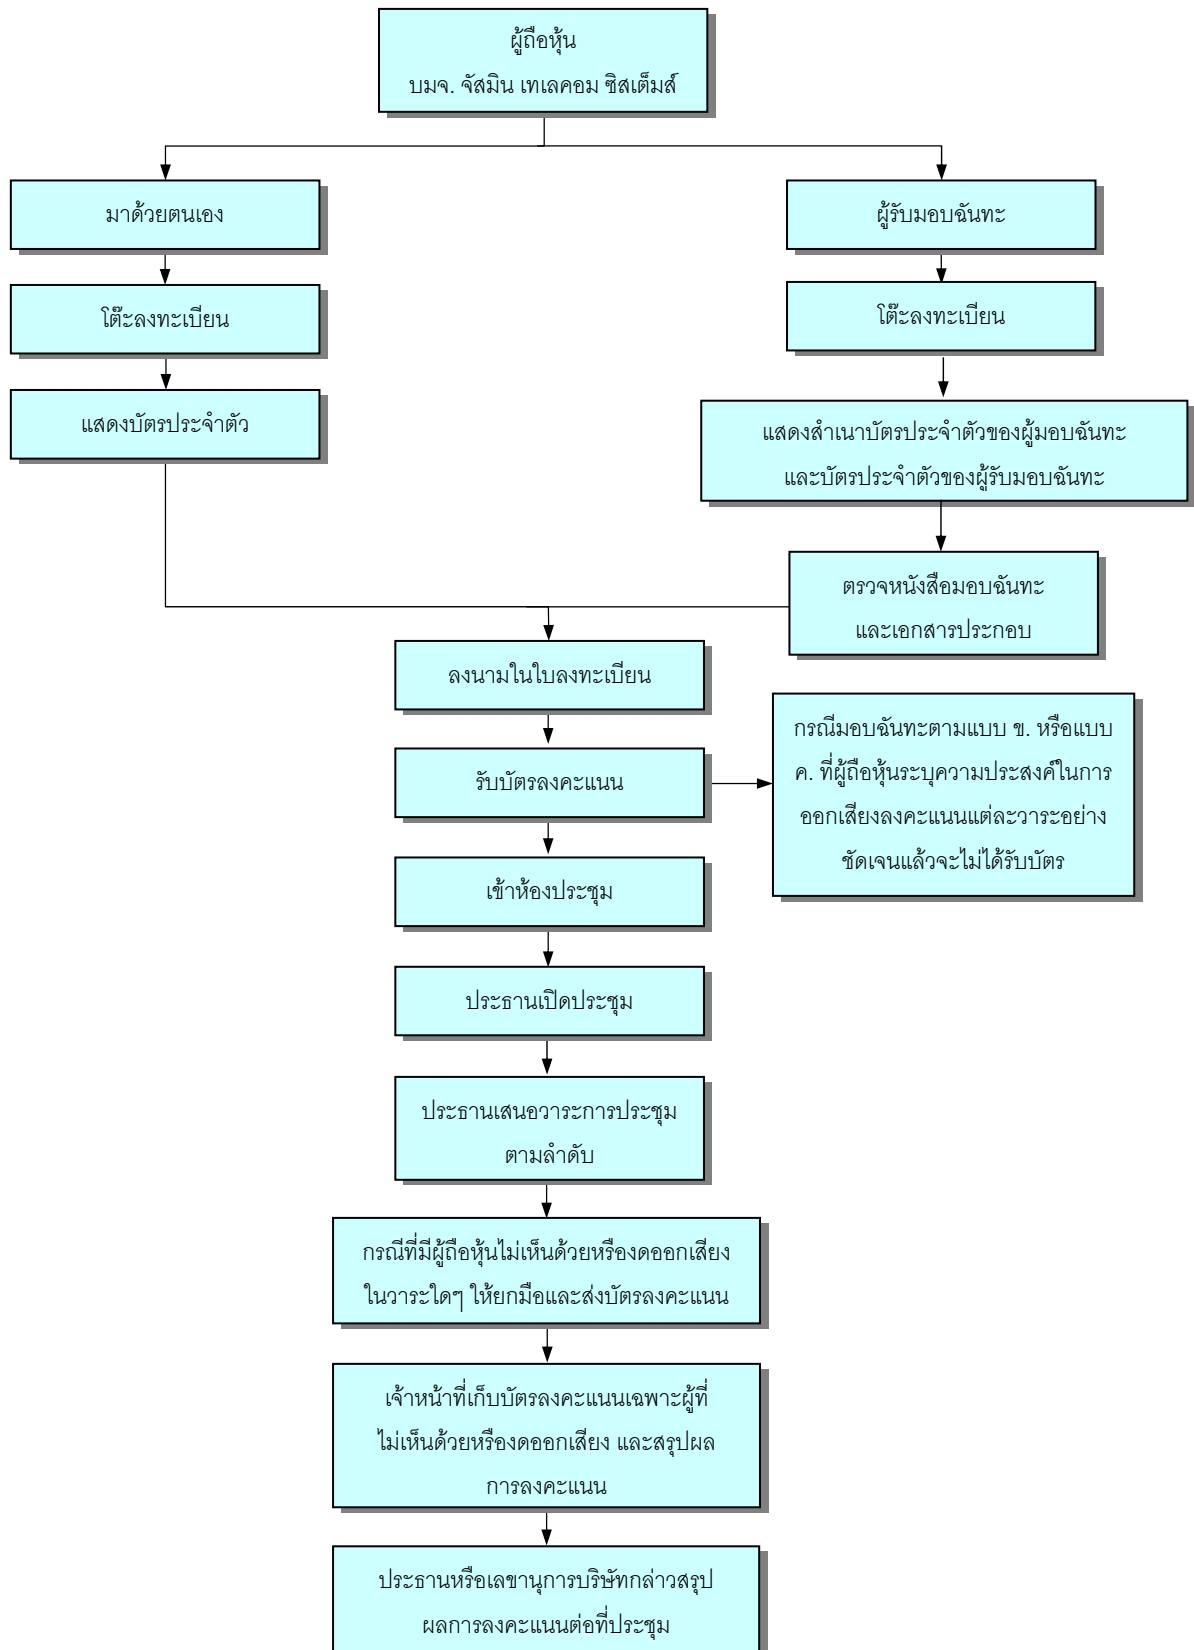 ผู้ถือหุ้น
บมจ. จัสมิน เทเลคอม ซิสเต็มส์
มาด้วยตนเอง
ผู้รับมอบฉันทะ
โต๊ะลงทะเบียน
โต๊ะลงทะเบียน
แสดงบัตรประจำตัว
แสดงสำเนาบัตรประจำตัวของผู้มอบฉันทะ
และบัตรประจำตัวของผู้รับมอบฉันทะ
ตรวจหนังสือมอบฉันทะ
และเอกสารประกอบ
ลงนามในใบลงทะเบียน
รับบัตรลงคะแนน
กรณีมอบฉันทะตามแบบ ข. หรือแบบ
ค. ที่ผู้ถือหุ้นระบุความประสงค์ในการ
ออกเสียงลงคะแนนแต่ละวาระอย่าง
ชัดเจนแล้วจะไม่ได้รับบัตร
เข้าห้องประชุม
ประธานเปิดประชุม
ประธานเสนอวาระการประชุม
ตามลำดับ
กรณีที่มีผู้ถือหุ้นไม่เห็นด้วยหรืองดออกเสียง
ในวาระใดๆ ให้ยกมือและส่งบัตรลงคะแนน
เจ้าหน้าที่เก็บบัตรลงคะแนนเฉพาะผู้ที่
ไม่เห็นด้วยหรืองดออกเสียง และสรุปผล
การลงคะแนน
ประธานหรือเลขานุการบริษัทกล่าวสรุป
ผลการลงคะแนนต่อที่ประชุม